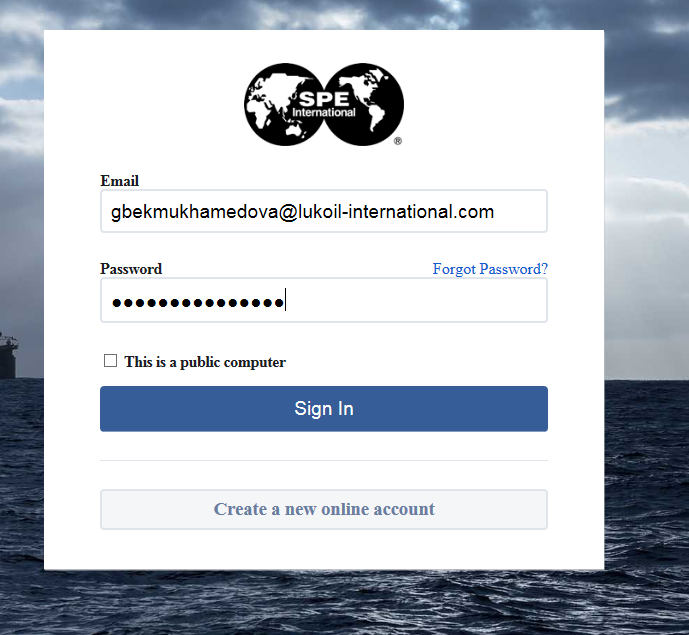 SPE
International
®
Email
gbekmukhamedova@lukoil-international.com
Password Forgot Password?
●●●●●●●●●●●●●●●
This is a public computer
Sign In
Create a new online account